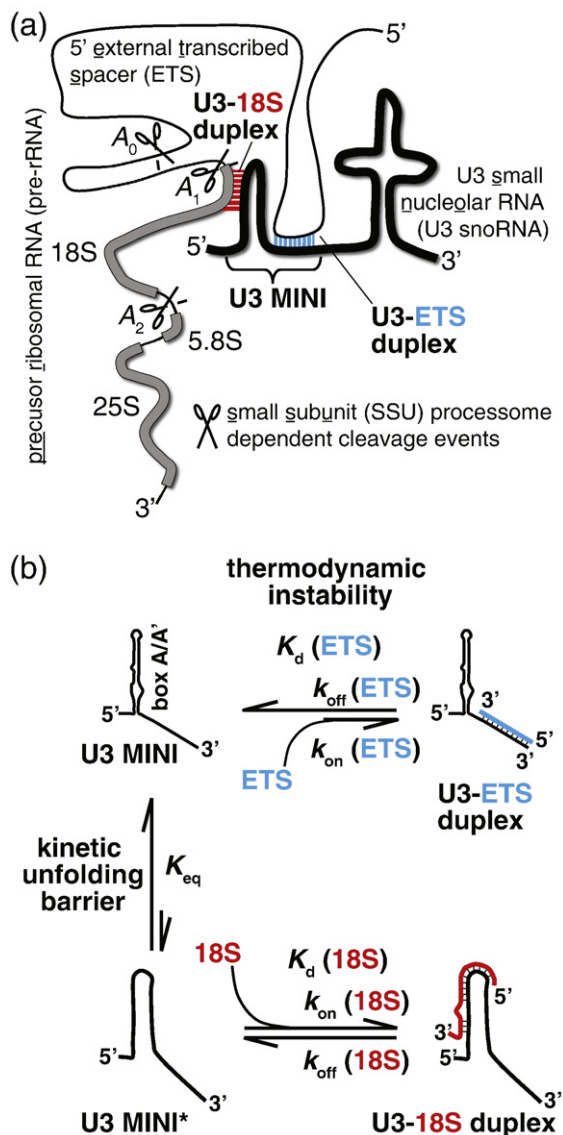 (a)
5' external transcribed
spacer (ETS)
5'
U3-18S
duplex
A0
A1
U3 small
nucleolar RNA
(U3 snoRNA)
precusor ribosomal RNA (pre-rRNA)
18S
5'
3'
U3 MINI
A2
5.8S
U3-ETS
duplex
25S
small subunit (SSU) processome
dependent cleavage events
3'
(b)
thermodynamic
instability
box A/A'
Kd (ETS)
koff (ETS)
3'
5'
5'
5'
3'
3'
kon (ETS)
U3 MINI
ETS
U3-ETS
duplex
kinetic
unfolding
barrier
Keq
18S
Kd (18S)
kon (18S)
5'
3'
5'
5'
koff (18S)
3'
3'
U3 MINI*
U3-18S duplex